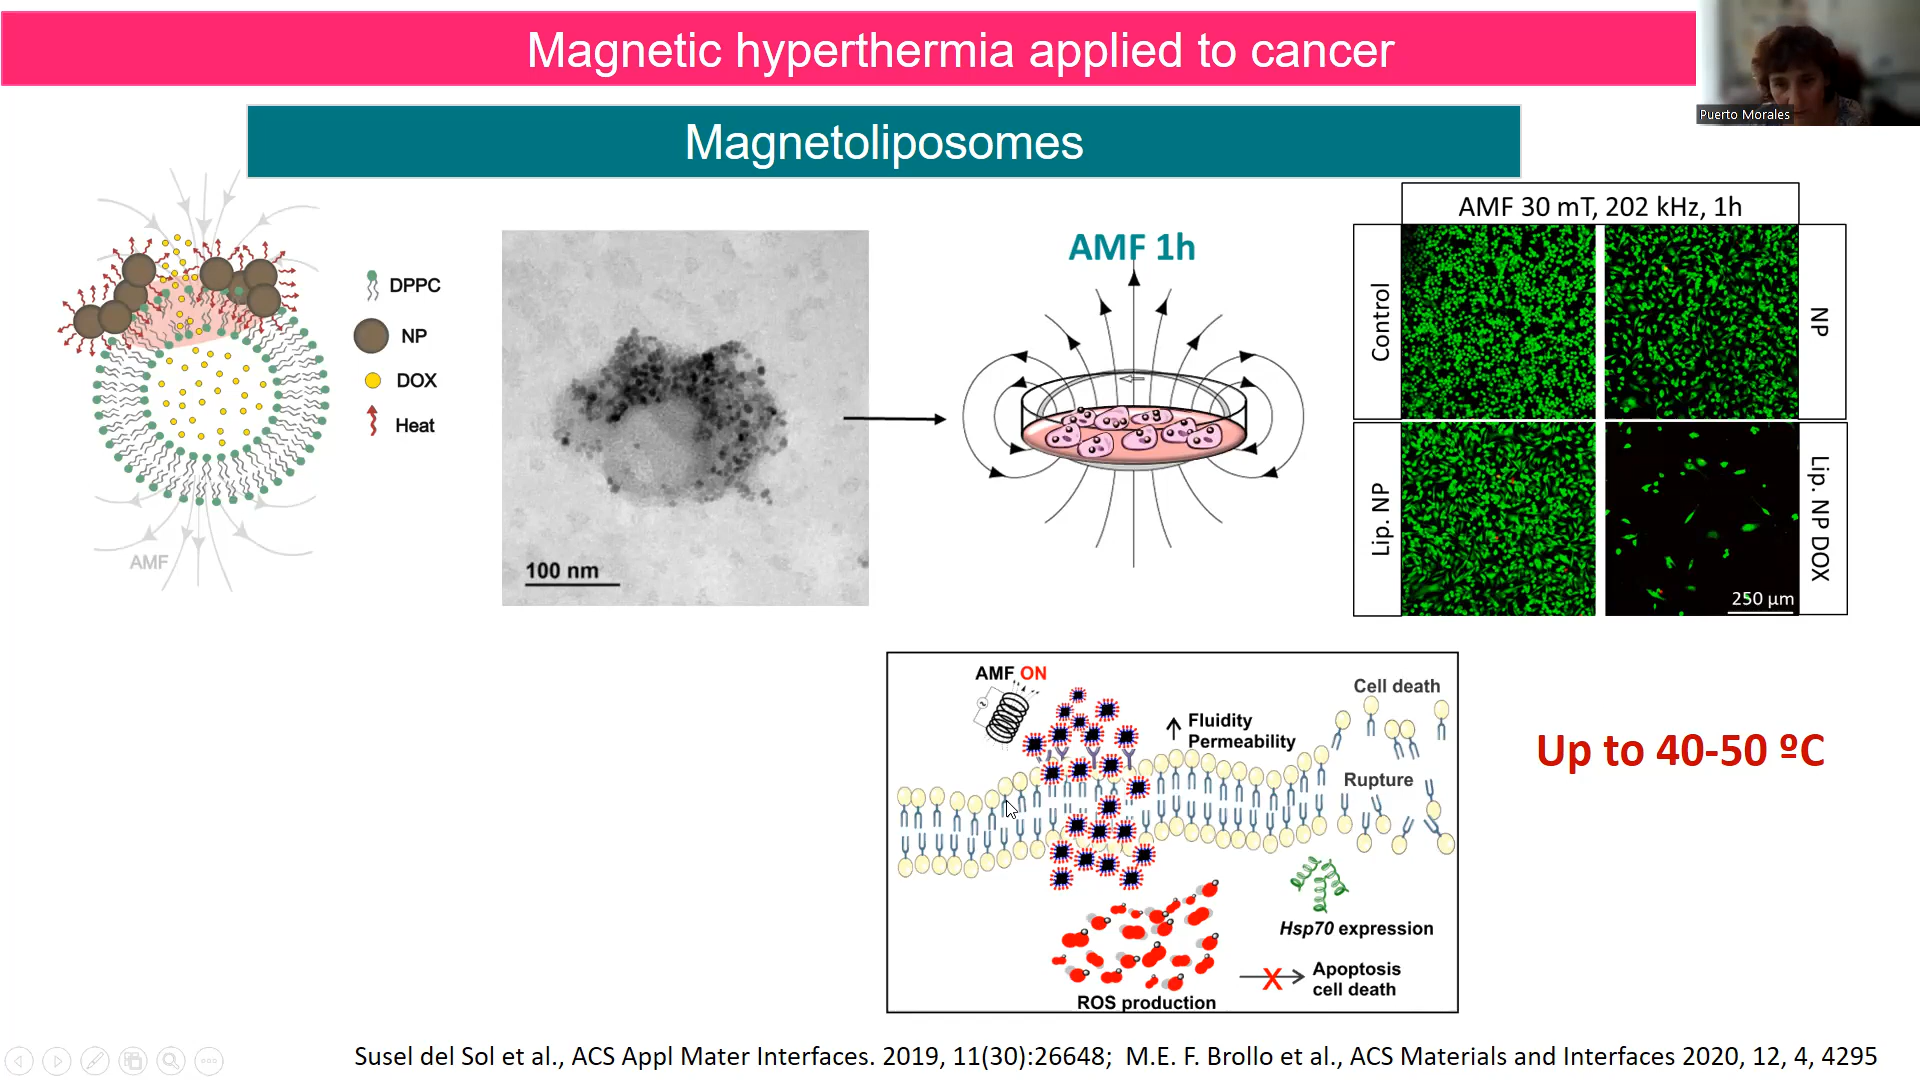 Magnetic hyperthermia applied to cancer
Puerto Morales
Magnetoliposomes
DPPC
NP
DOX
Heat
AMF
100 nm
AMF 1h
AMF 30 mT, 202 kHz, 1h
Control
NP
Lip. NP
Lip. NP DOX
250 µm
AMF ON
Fluidity
Permeability
Cell death
Rupture
Hsp70 expression
Apoptosis
cell death
ROS production
Up to 40-50 ºC
Susel del Sol et al., ACS Appl Mater Interfaces. 2019, 11(30):26648; M.E. F. Brollo et al., ACS Materials and Interfaces 2020, 12, 4, 4295